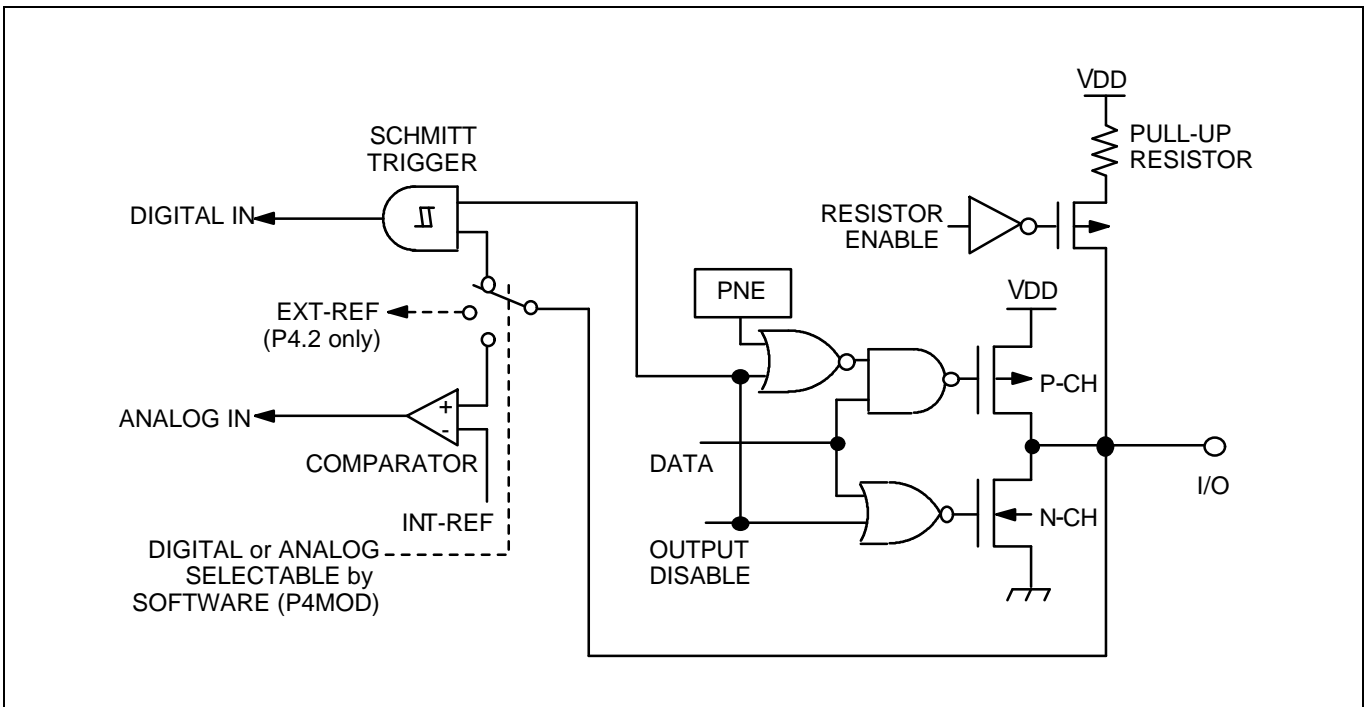 VDD
PULL-UP
RESISTOR
SCHMITT
TRIGGER
DIGITAL IN
RESISTOR
ENABLE
PNE
VDD
EXT-REF
(P4.2 only)
P-CH
ANALOG IN
+
-
COMPARATOR
DATA
I/O
INT-REF
N-CH
DIGITAL or ANALOG
SELECTABLE by
SOFTWARE (P4MOD)
OUTPUT
DISABLE